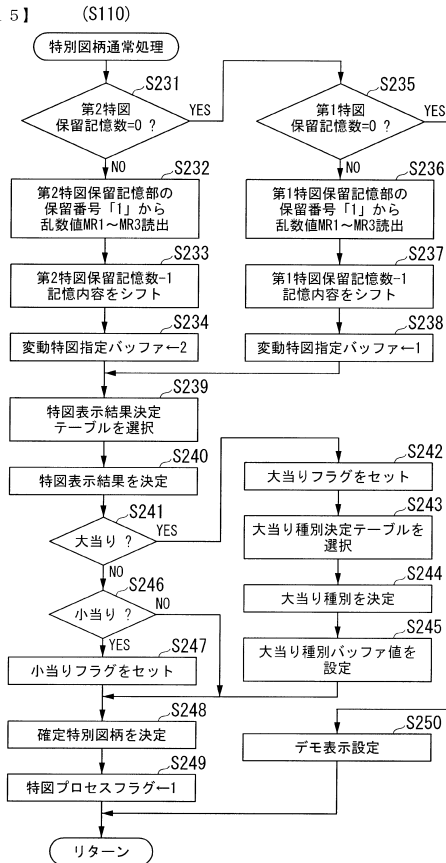 5】
(S110)
特別図柄通常処理
S231
第2特図
保留記憶数=0 ?
YES
NO
S232
第2特図保留記憶部の
保留番号「1」から
乱数値MR1～MR3読出
S233
第2特図保留記憶数-1
記憶内容をシフト
S234
変動特図指定バッファ←2
S235
第1特図
保留記憶数=0 ?
YES
NO
S236
第1特図保留記憶部の
保留番号「1」から
乱数値MR1～MR3読出
S237
第1特図保留記憶数-1
記憶内容をシフト
S238
変動特図指定バッファ←1
S239
特図表示結果決定
テーブルを選択
S240
特図表示結果を決定
S241
大当り ?
YES
NO
S242
大当りフラグをセット
S243
大当り種別決定テーブルを
選択
S244
大当り種別を決定
S245
大当り種別バッファ値を
設定
S246
小当り ?
NO
YES
S247
小当りフラグをセット
S248
確定特別図柄を決定
S249
特図プロセスフラグ←1
S250
デモ表示設定
リターン